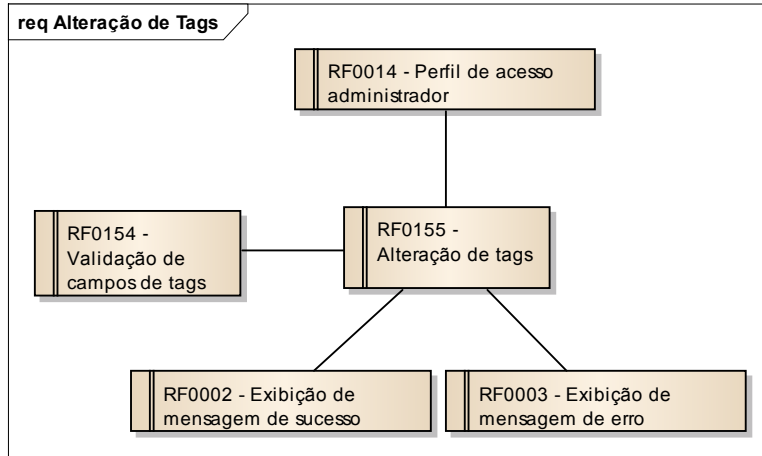 req Alteração de Tags
RF0014 - Perfil de acesso
administrador
RF0154 -
Validação de
campos de tags
RF0155 -
Alteração de tags
RF0002 - Exibição de
mensagem de sucesso
RF0003 - Exibição de
mensagem de erro